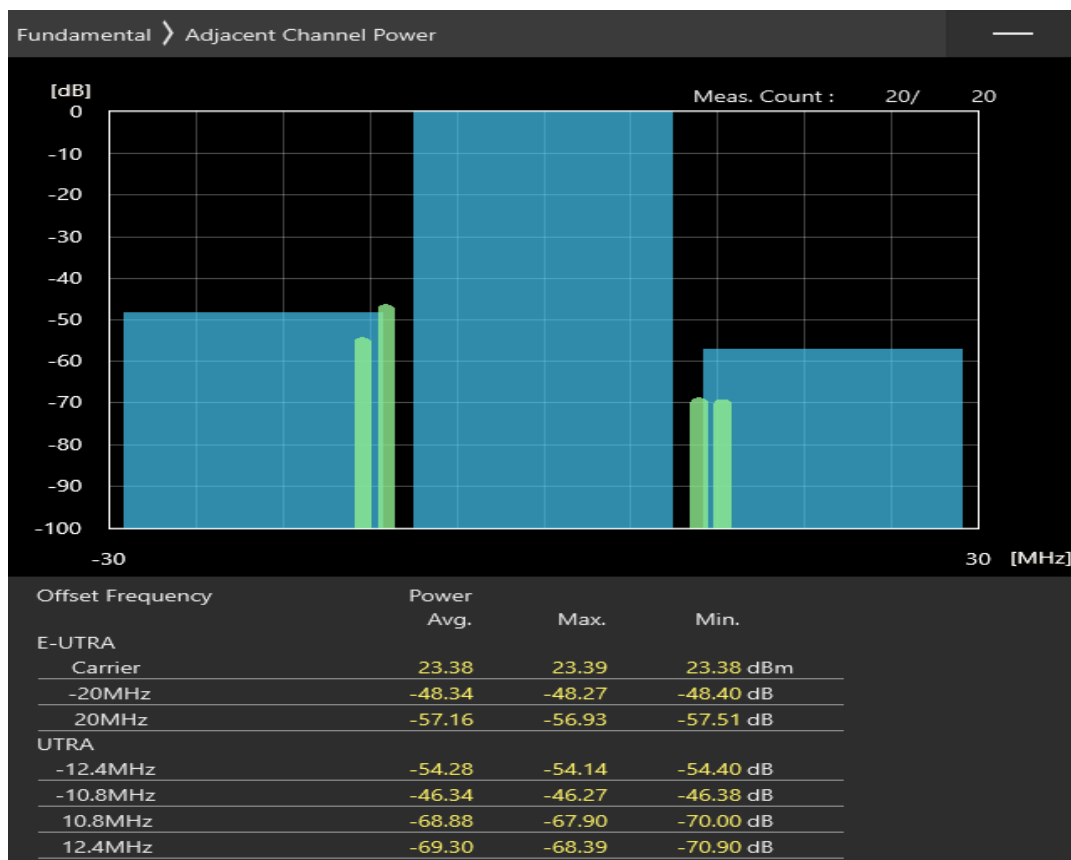 Fundamental 〉 Adjacent Channel Power
[dB]
Meas. Count : 20/ 20
0
-10
-20
-30
-40
-50
-60
-70
-80
-90
-100
-30 30 [MHz]
Offset Frequency Power
Avg. Max. Min.
E-UTRA
Carrier 23.38 23.39 23.38 dBm
-20MHz -48.34 -48.27 -48.40 dB
20MHz -57.16 -56.93 -57.51 dB
UTRA
-12.4MHz -54.28 -54.14 -54.40 dB
-10.8MHz -46.34 -46.27 -46.38 dB
10.8MHz -68.88 -67.90 -70.00 dB
12.4MHz -69.30 -68.39 -70.90 dB